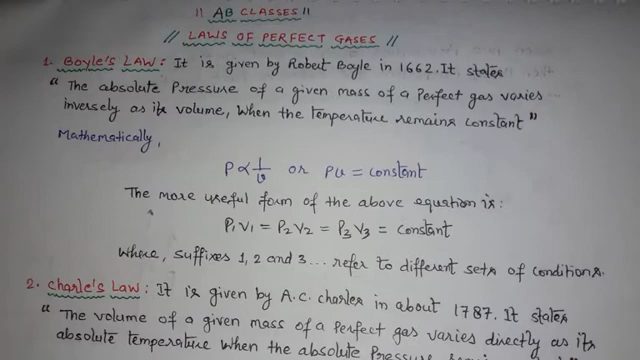 || AB CLASSES ||
// LAWS OF PERFECT GASES //
1. Boyle's LAW: It is given by Robert Boyle in 1662. It states
" The absolute Pressure of a given mass of a Perfect gas varies
inversely as its volume, When the temperature remains constant"
Mathematically,
P ∝ 1/v or Pv = constant
The more useful form of the above equation is:
P₁V₁ = P₂V₂ = P₃V₃ = constant
Where, suffixes 1, 2 and 3... refer to different sets of conditions.
2. Charle's Law: It is given by A.C. charles in about 1787. It states
" The volume of a given mass of a Perfect gas varies directly as its
absolute temperature when the absolute Pressure